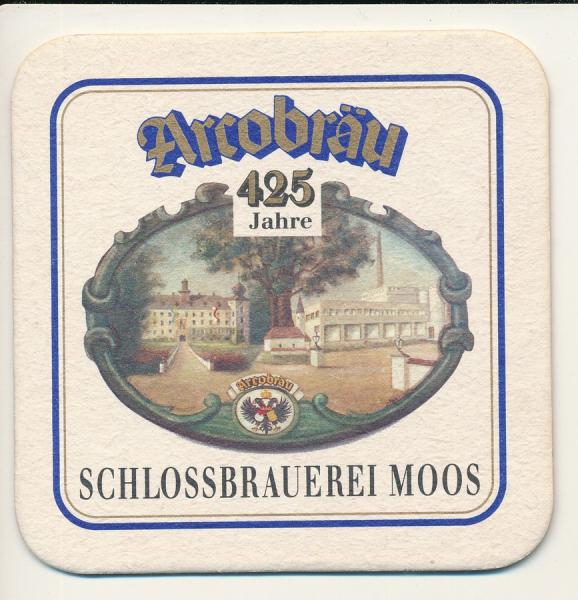 Arcobräu
425
Jahre
Arcobräu
SCHLOSSBRAUEREI MOOS